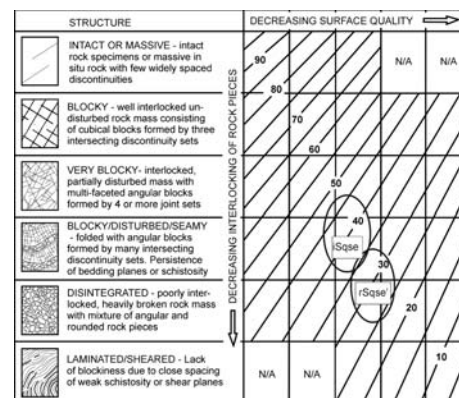 STRUCTURE
DECREASING SURFACE QUALITY
INTACT OR MASSIVE - intact
rock specimens or massive in
situ rock with few widely spaced
discontinuities
BLOCKY - well interlocked un-
disturbed rock mass consisting
of cubical blocks formed by three
intersecting discontinuity sets
VERY BLOCKY- interlocked,
partially disturbed mass with
multi-faceted angular blocks
formed by 4 or more joint sets
BLOCKY/DISTURBED/SEAMY
- folded with angular blocks
formed by many intersecting
discontinuity sets. Persistence
of bedding planes or schistosity
DISINTEGRATED - poorly inter-
locked, heavily broken rock mass
with mixture of angular and
rounded rock pieces
LAMINATED/SHEARED - Lack
of blockiness due to close spacing
of weak schistosity or shear planes
DECREASING INTERLOCKING OF ROCK PIECES
90
N/A
N/A
80
70
60
50
40
iSqse
30
rSqse'
20
10
N/A
N/A